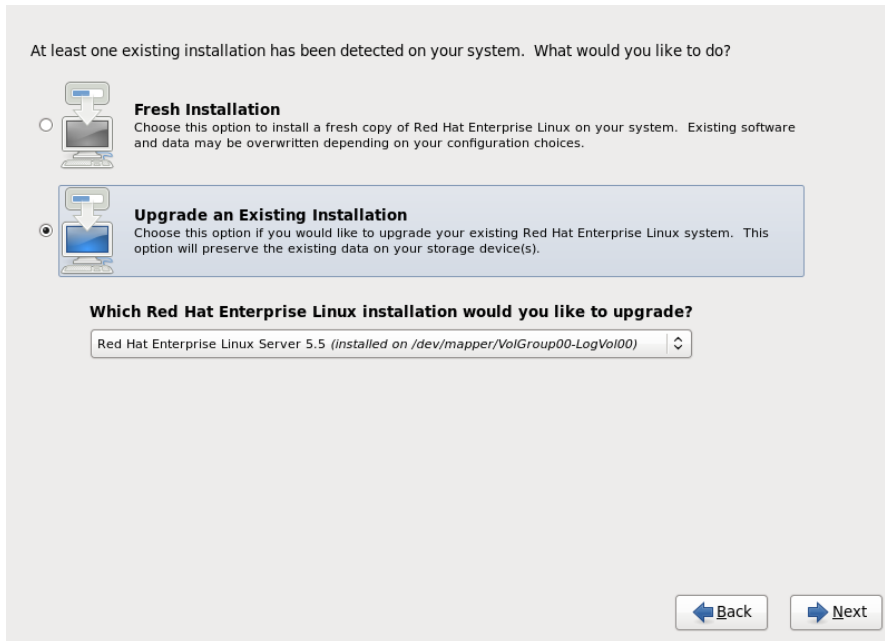 At least one existing installation has been detected on your system.  What would you like to do?
Fresh Installation
Choose this option to install a fresh copy of Red Hat Enterprise Linux on your system.  Existing software
and data may be overwritten depending on your configuration choices.
Upgrade an Existing Installation
Choose this option if you would like to upgrade your existing Red Hat Enterprise Linux system.  This
option will preserve the existing data on your storage device(s).
Which Red Hat Enterprise Linux installation would you like to upgrade?
Red Hat Enterprise Linux Server 5.5 (installed on /dev/mapper/VolGroup00-LogVol00)
Back
Next